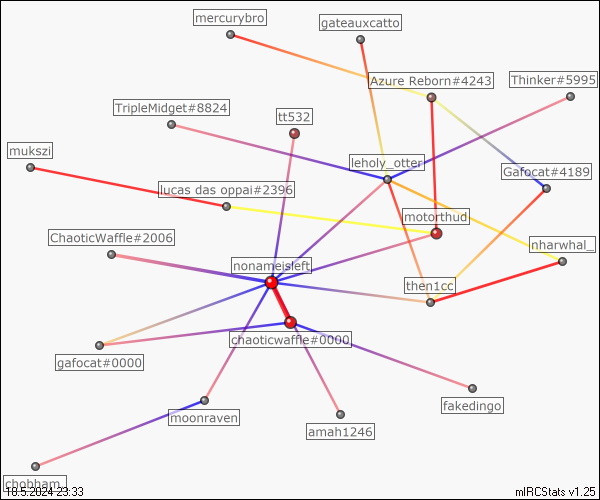 mercurybro
gateauxcatto
Azure Reborn#4243
Thinker#5995
TripleMidget#8824
tt532
mukszi
leholy_otter
Gafocat#4189
lucas das oppai#2396
motorthud
ChaoticWaffle#2006
nharwhal_
nonameisleft
then1cc
chaoticwaffle#0000
gafocat#0000
fakedingo
moonraven
amah1246
chobham_
18.5.2024 23:33
mIRCStats v1.25